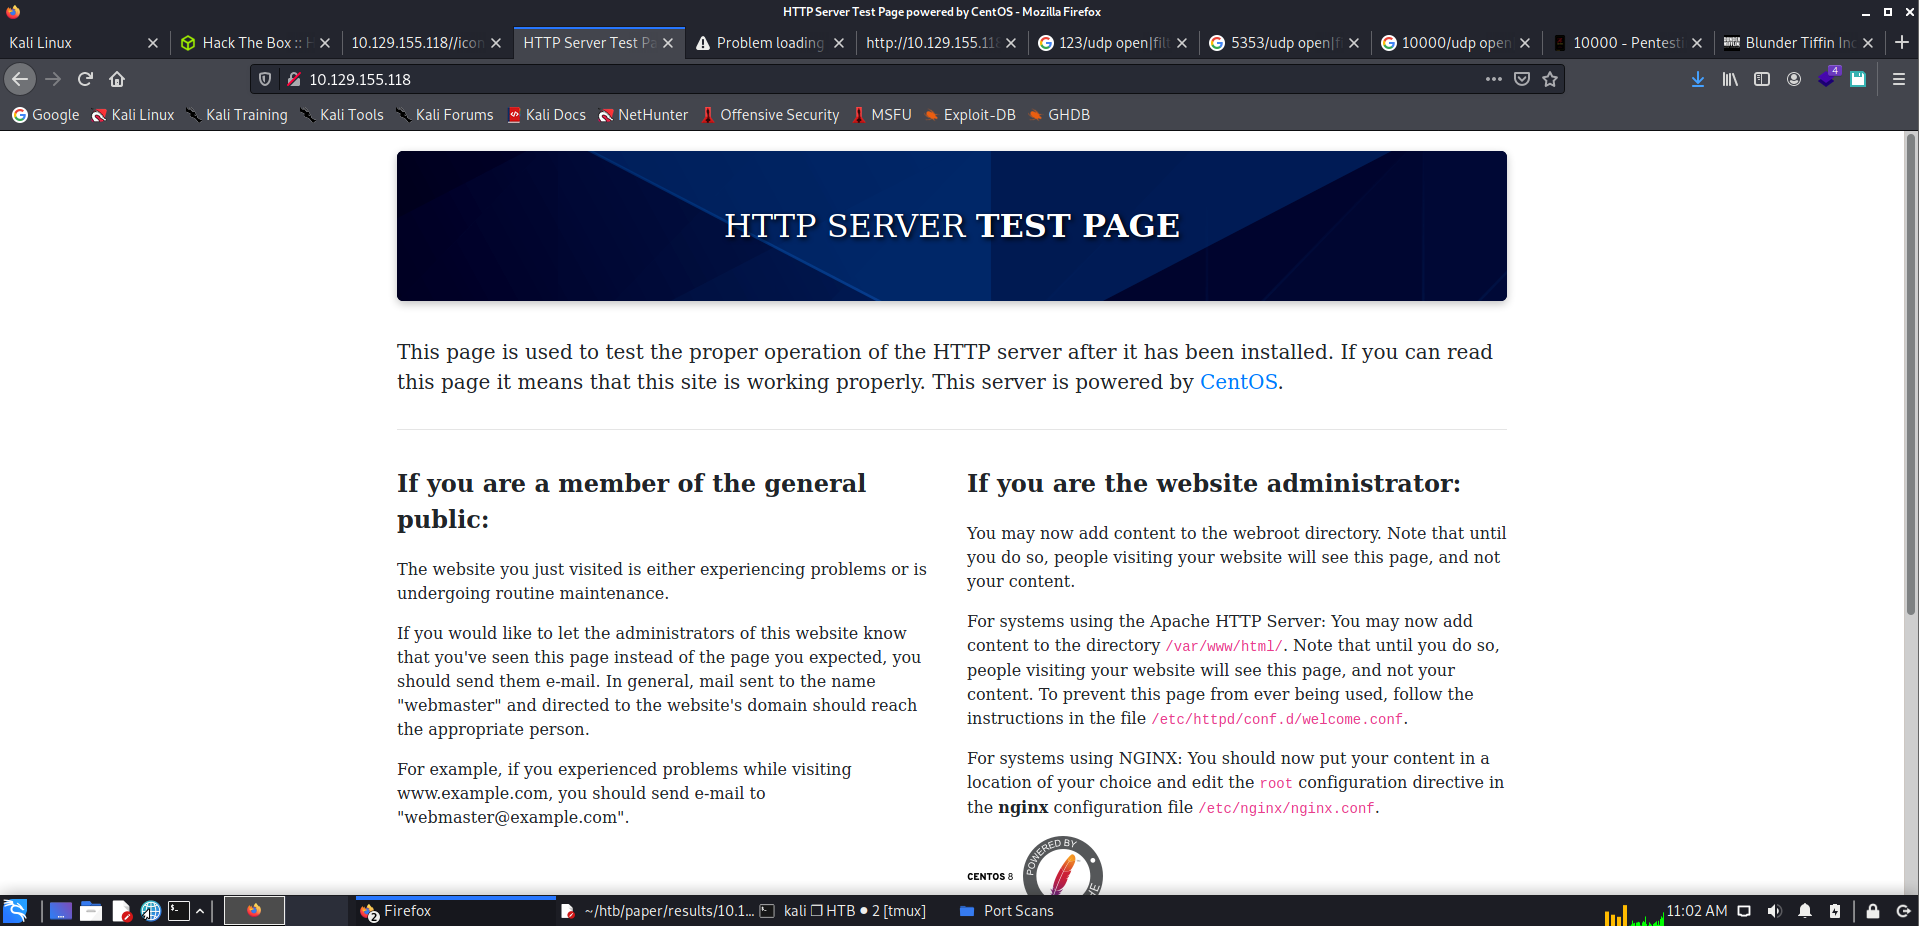 HTTP Server Test Page powered by CentOS - Mozilla Firefox
Kali Linux
Hack The Box :: H
10.129.155.118//icon
HTTP Server Test Pa
Problem loading
http://10.129.155.118
123/udp open|filt
5353/udp open|fi
10000/udp open
10000 - Pentesti
Blunder Tiffin Inc
10.129.155.118
4
Google
Kali Linux
Kali Training
Kali Tools
Kali Forums
Kali Docs
NetHunter
Offensive Security
MSFU
Exploit-DB
GHDB
HTTP SERVER TEST PAGE
This page is used to test the proper operation of the HTTP server after it has been installed. If you can read
this page it means that this site is working properly. This server is powered by CentOS.
If you are a member of the general
public:
The website you just visited is either experiencing problems or is
undergoing routine maintenance.
If you would like to let the administrators of this website know
that you've seen this page instead of the page you expected, you
should send them e-mail. In general, mail sent to the name
"webmaster" and directed to the website's domain should reach
the appropriate person.
For example, if you experienced problems while visiting
www.example.com, you should send e-mail to
"webmaster@example.com".
If you are the website administrator:
You may now add content to the webroot directory. Note that until
you do so, people visiting your website will see this page, and not
your content.
For systems using the Apache HTTP Server: You may now add
content to the directory /var/www/html/. Note that until you do so,
people visiting your website will see this page, and not your
content. To prevent this page from ever being used, follow the
instructions in the file /etc/httpd/conf.d/welcome.conf.
For systems using NGINX: You should now put your content in a
location of your choice and edit the root configuration directive in
the nginx configuration file /etc/nginx/nginx.conf.
CENTOS 8
POWERED BY
2
Firefox
~/htb/paper/results/10.1...
kali ❐ HTB ● 2 [tmux]
Port Scans
11:02 AM